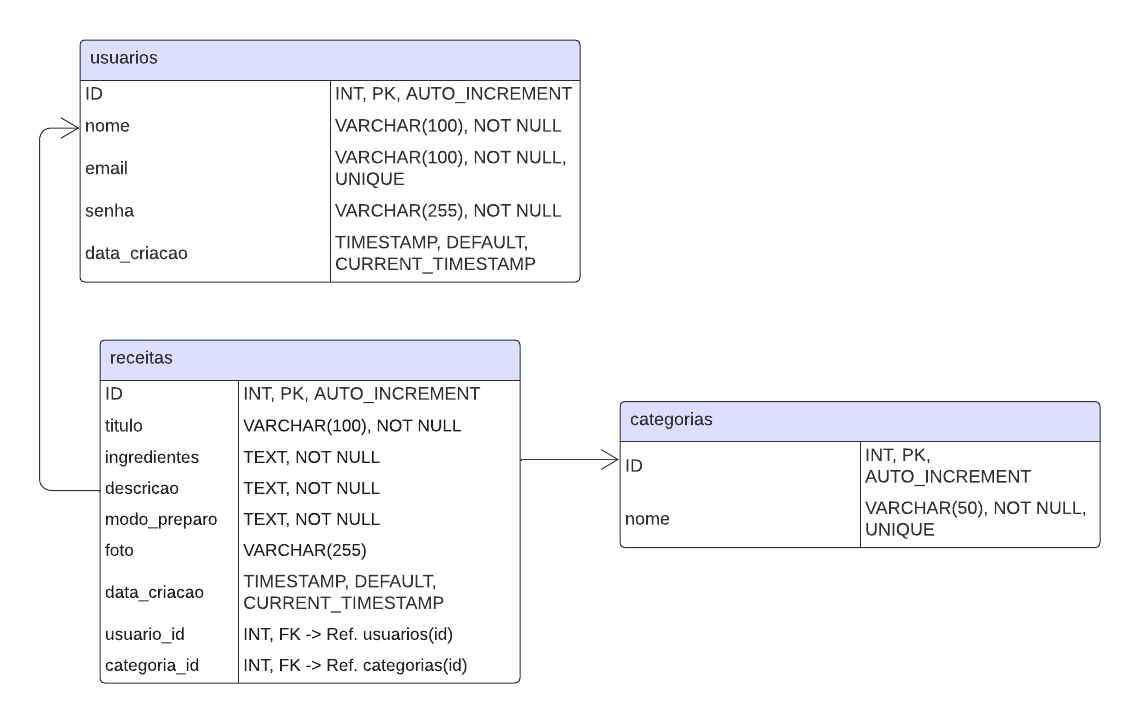 usuarios
ID INT, PK, AUTO_INCREMENT
nome VARCHAR(100), NOT NULL
email VARCHAR(100), NOT NULL,
UNIQUE
senha VARCHAR(255), NOT NULL
data_criacao TIMESTAMP, DEFAULT,
CURRENT_TIMESTAMP
receitas
ID INT, PK, AUTO_INCREMENT
titulo VARCHAR(100), NOT NULL
ingredientes TEXT, NOT NULL
descricao TEXT, NOT NULL
modo_preparo TEXT, NOT NULL
foto VARCHAR(255)
data_criacao TIMESTAMP, DEFAULT,
CURRENT_TIMESTAMP
usuario_id INT, FK -> Ref. usuarios(id)
categoria_id INT, FK -> Ref. categorias(id)
categorias
ID INT, PK,
AUTO_INCREMENT
nome VARCHAR(50), NOT NULL,
UNIQUE